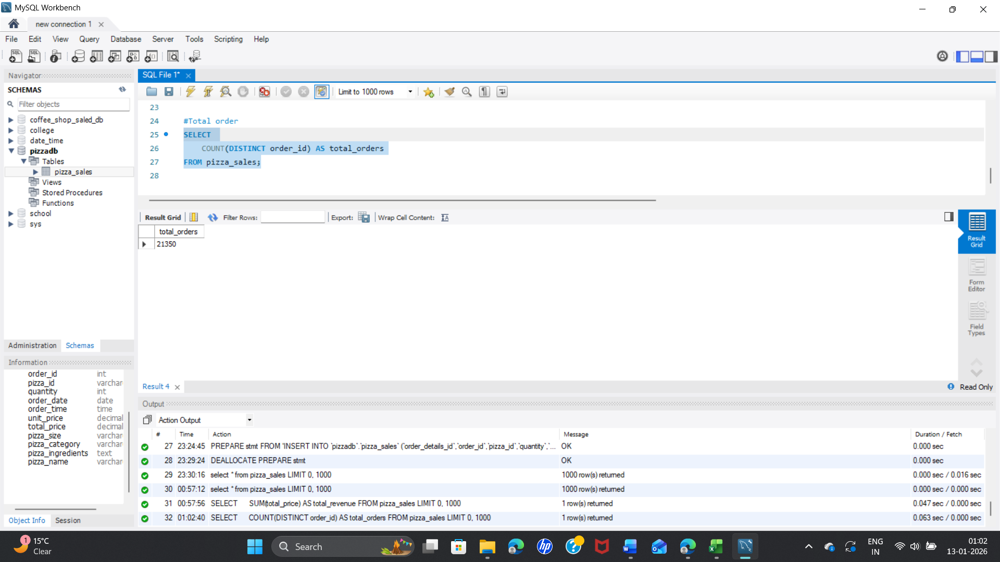 MySQL Workbench
new connection 1
File Edit View Query Database Server Tools Scripting Help
Navigator
SCHEMAS
Filter objects
coffee_shop_saled_db
college
date_time
pizzadb
Tables
pizza_sales
Views
Stored Procedures
Functions
school
sys
Administration Schemas
Information
order_id int
pizza_id varchar
quantity int
order_date date
order_time time
unit_price decimal
total_price decimal
pizza_size varchar
pizza_category varchar
pizza_ingredients text
pizza_name varchar
Object Info Session
SQL File 1*
Limit to 1000 rows
23
24 #Total order
25 SELECT
26 COUNT(DISTINCT order_id) AS total_orders
27 FROM pizza_sales;
28
Result Grid Filter Rows: Export: Wrap Cell Content:
total_orders
21350
Result Grid
Form Editor
Field Types
Result 4
Read Only
Output
Action Output
# Time Action Message Duration / Fetch
27 23:24:45 PREPARE stmt FROM 'INSERT INTO `pizzadb`.`pizza_sales` (`order_details_id`,`order_id`,`pizza_id`,`quantity`,`... OK 0.000 sec
28 23:29:24 DEALLOCATE PREPARE stmt OK 0.000 sec
29 23:30:16 select * from pizza_sales LIMIT 0, 1000 1000 row(s) returned 0.000 sec / 0.016 sec
30 00:57:12 select * from pizza_sales LIMIT 0, 1000 1000 row(s) returned 0.000 sec / 0.000 sec
31 00:57:56 SELECT SUM(total_price) AS total_revenue FROM pizza_sales LIMIT 0, 1000 1 row(s) returned 0.047 sec / 0.000 sec
32 01:02:40 SELECT COUNT(DISTINCT order_id) AS total_orders FROM pizza_sales LIMIT 0, 1000 1 row(s) returned 0.063 sec / 0.000 sec
1
15°C
Clear
Search
ENG
IN
01:02
13-01-2026